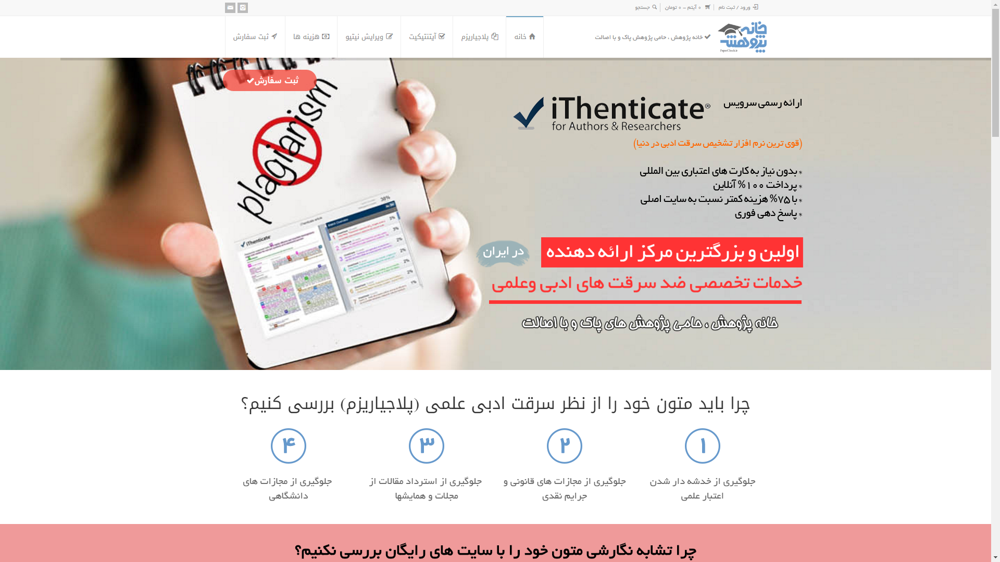 ورود / ثبت نام
۰ آیتم – ۰ تومان
جستجو
خانه پژوهش
PaperCheck.ir
خانه پژوهش ، حامی پژوهش پاک و با اصالت
خانه
پلاجیاریزم
آیتنتیکیت
ویرایش نیتیو
هزینه ها
ثبت سفارش
ثبت سفارش
plagiarism
ارائه رسمی سرویس
iThenticate®
for Authors & Researchers
(قوی ترین نرم افزار تشخیص سرقت ادبی در دنیا)
* بدون نیاز به کارت های اعتباری بین المللی
* پرداخت ۱۰۰% آنلاین
* با ۷۵% هزینه کمتر نسبت به سایت اصلی
* پاسخ دهی فوری
38%
iThenticate
اولین و بزرگترین مرکز ارائه دهنده
در ایران
خدمات تخصصی ضد سرقت های ادبی وعلمی
خانه پژوهش ، حامی پژوهش های پاک و با اصالت
چرا باید متون خود را از نظر سرقت ادبی علمی (پلاجیاریزم) بررسی کنیم؟
۱
جلوگیری از خدشه دار شدن
اعتبار علمی
۲
جلوگیری از مجازات های قانونی و
جرایم نقدی
۳
جلوگیری از استرداد مقالات از
مجلات و همایشها
۴
جلوگیری از مجازات های
دانشگاهی
چرا تشابه نگارشی متون خود را با سایت های رایگان بررسی نکنیم؟